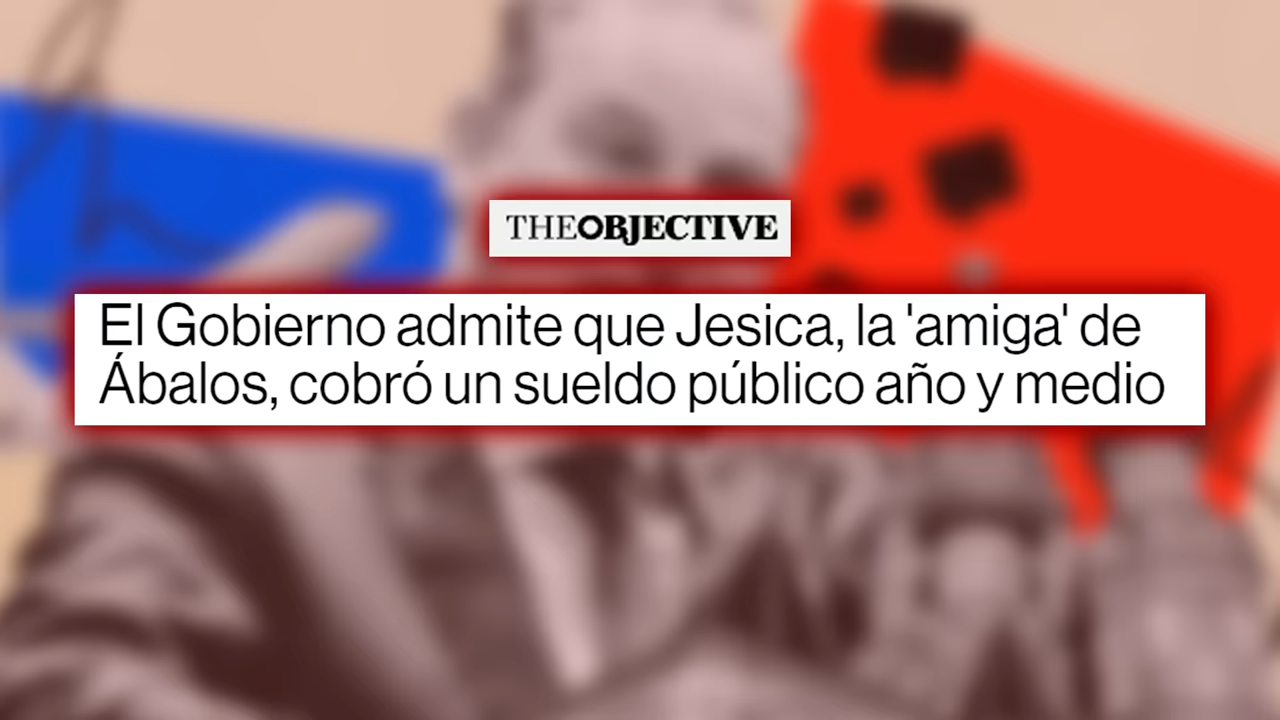 THEOBJECTIVE
El Gobierno admite que Jesica, la 'amiga' de
Ábalos, cobró un sueldo público año y medio